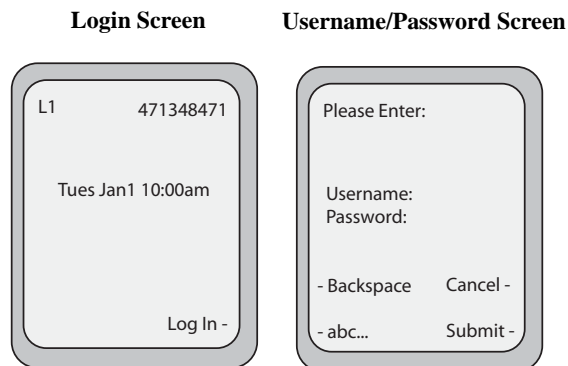 Login Screen
Username/Password Screen
L1 471348471
Tues Jan1 10:00am
Log In -
Please Enter:
Username:
Password:
- Backspace Cancel -
- abc... Submit -